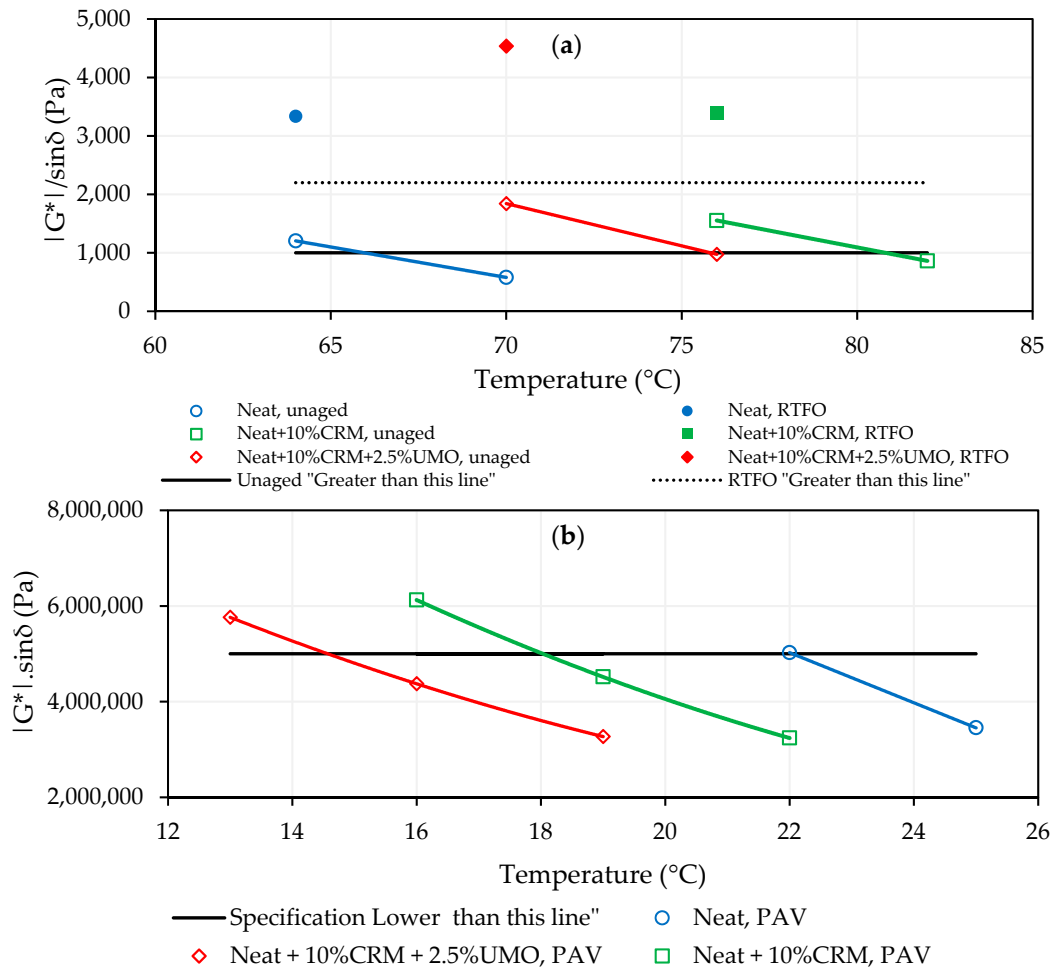 (a)
|G*|/sinδ (Pa)
5,000
4,000
3,000
2,000
1,000
0
60 65 70 75 80 85
Temperature (°C)
Neat, unaged Neat, RTFO
Neat+10%CRM, unaged Neat+10%CRM, RTFO
Neat+10%CRM+2.5%UMO, unaged Neat+10%CRM+2.5%UMO, RTFO
Unaged "Greater than this line" RTFO "Greater than this line"
(b)
|G*|.sinδ (Pa)
8,000,000
6,000,000
4,000,000
2,000,000
12 14 16 18 20 22 24 26
Temperature (°C)
Specification Lower than this line" Neat, PAV
Neat + 10%CRM + 2.5%UMO, PAV Neat + 10%CRM, PAV